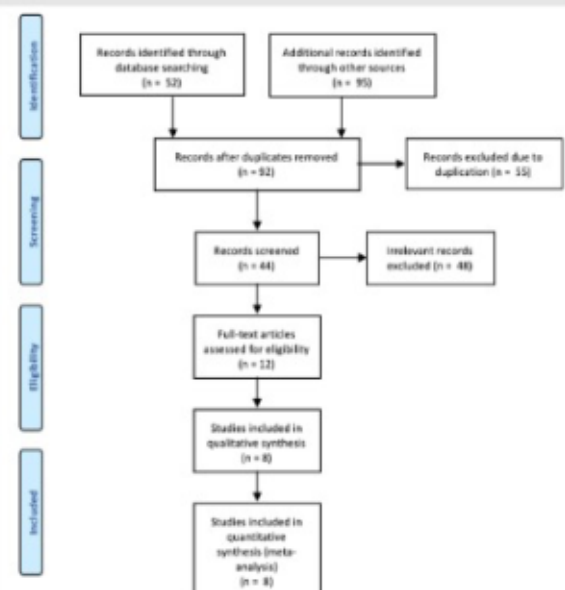 Identification
Records identified through
database searching
(n = 52)
Additional records identified
through other sources
(n = 95)
Records after duplicates removed
(n = 92)
Records excluded due to
duplication (n = 55)
Screening
Records screened
(n = 44)
Irrelevant records
excluded (n = 48)
Eligibility
Full-text articles
assessed for eligibility
(n = 12)
Studies included in
qualitative synthesis
(n = 8)
Included
Studies included in
quantitative
synthesis (meta-
analysis)
(n = 8)